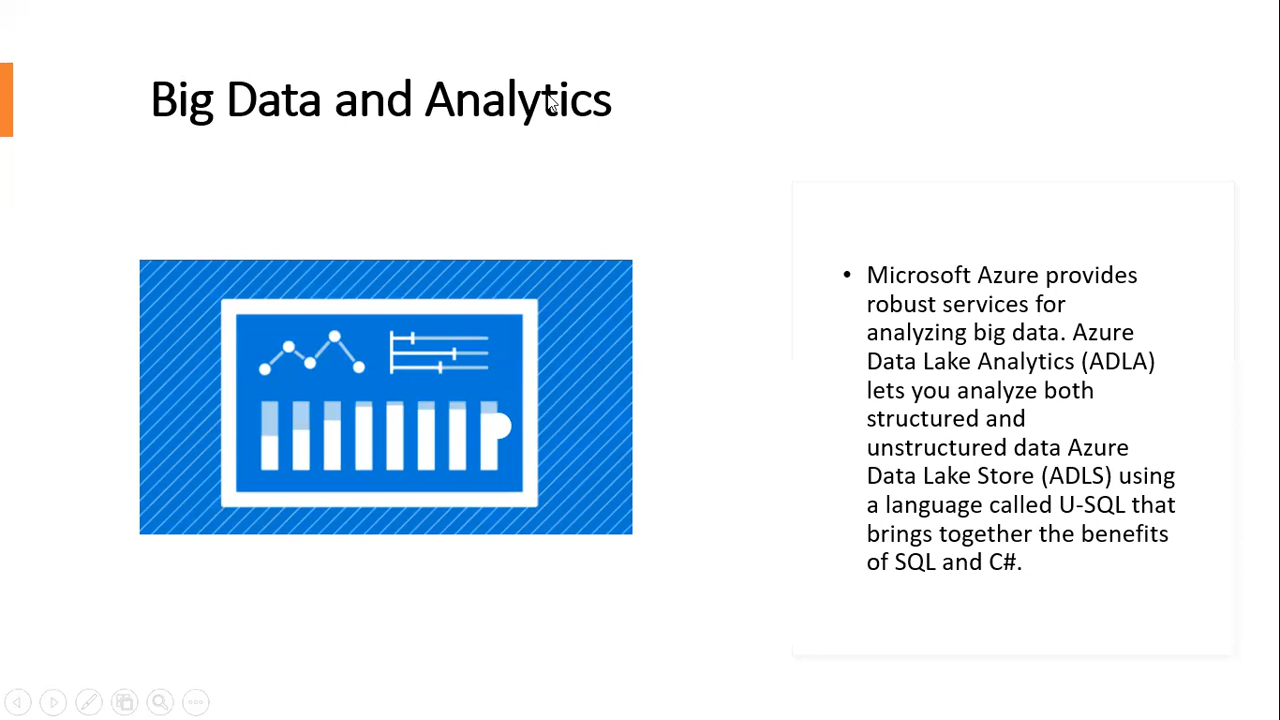 Big Data and Analytics
• Microsoft Azure provides
robust services for
analyzing big data. Azure
Data Lake Analytics (ADLA)
lets you analyze both
structured and
unstructured data Azure
Data Lake Store (ADLS) using
a language called U-SQL that
brings together the benefits
of SQL and C#.